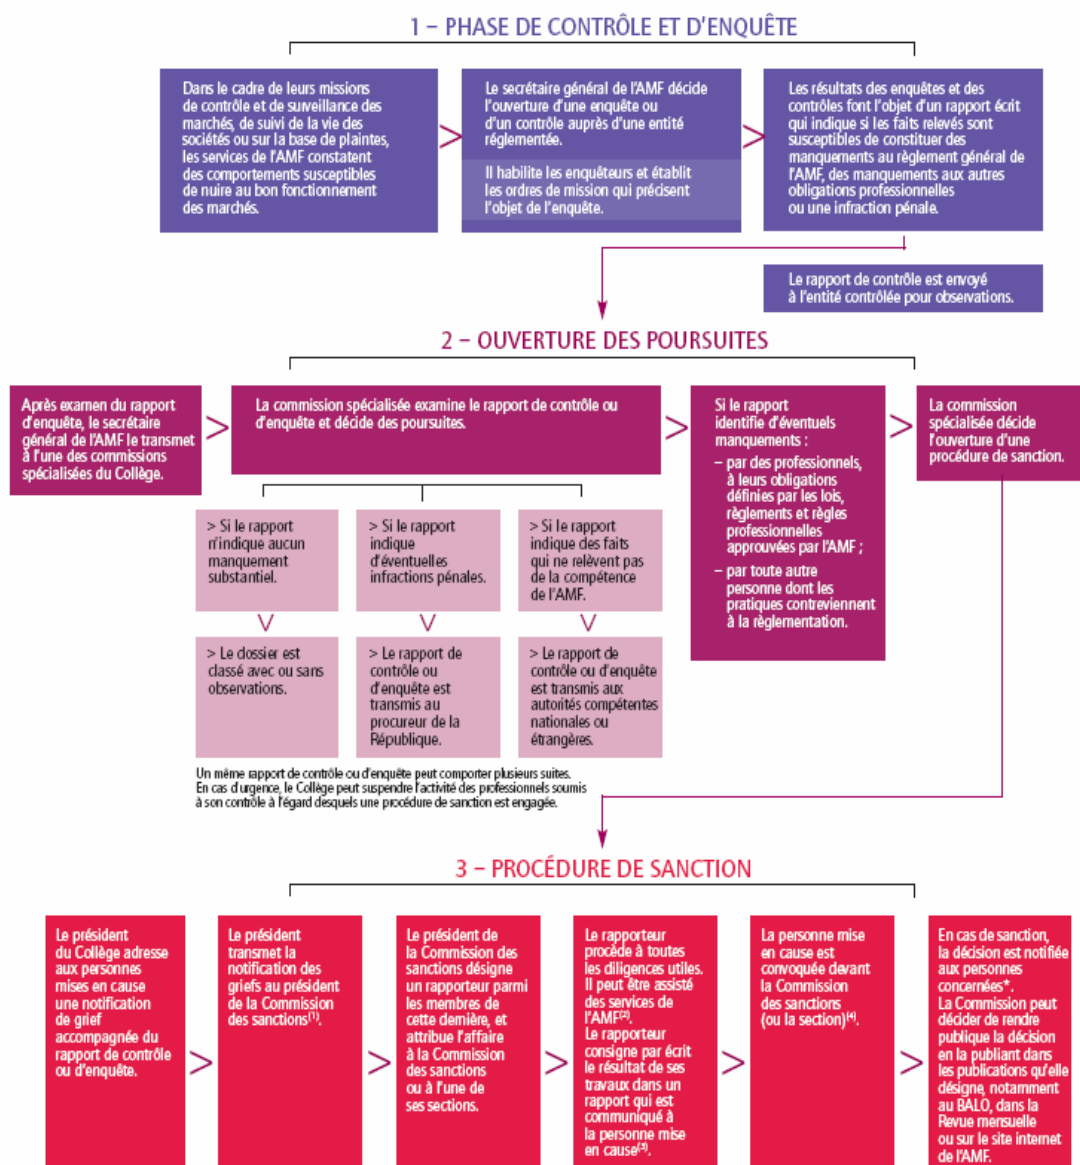 1 – PHASE DE CONTRÔLE ET D'ENQUÊTE
Dans le cadre de leurs missions
de contrôle et de surveillance des
marchés, de suivi de la vie des
sociétés ou sur la base de plaintes,
les services de l'AMF constatent
des comportements susceptibles
de nuire au bon fonctionnement
des marchés.
>
Le secrétaire général de l'AMF décide
l'ouverture d'une enquête ou
d'un contrôle auprès d'une entité
réglementée.
Il habilite les enquêteurs et établit
les ordres de mission qui précisent
l'objet de l'enquête.
>
Les résultats des enquêtes et des
contrôles font l'objet d'un rapport écrit
qui indique si les faits relevés sont
susceptibles de constituer des
manquements au règlement général de
l'AMF, des manquements aux autres
obligations professionnelles
ou une infraction pénale.
Le rapport de contrôle est envoyé
à l'entité contrôlée pour observations.
2 – OUVERTURE DES POURSUITES
Après examen du rapport
d'enquête, le secrétaire
général de l'AMF le transmet
à l'une des commissions
spécialisées du Collège.
>
La commission spécialisée examine le rapport de contrôle ou
d'enquête et décide des poursuites.
>
Si le rapport
identifie d'éventuels
manquements :
– par des professionnels,
à leurs obligations
définies par les lois,
règlements et règles
professionnelles
approuvées par l'AMF ;
– par toute autre
personne dont les
pratiques contreviennent
à la règlementation.
>
La commission
spécialisée décide
l'ouverture d'une
procédure de sanction.
> Si le rapport
n'indique aucun
manquement
substantiel.
> Le dossier est
classé avec ou sans
observations.
> Si le rapport
indique
d'éventuelles
infractions pénales.
> Le rapport de
contrôle ou
d'enquête est
transmis au
procureur de la
République.
> Si le rapport
indique des faits
qui ne relèvent pas
de la compétence
de l'AMF.
> Le rapport de
contrôle ou d'enquête
est transmis aux
autorités compétentes
nationales ou
étrangères.
Un même rapport de contrôle ou d'enquête peut comporter plusieurs suites.
En cas d'urgence, le Collège peut suspendre l'activité des professionnels soumis
à son contrôle à l'égard desquels une procédure de sanction est engagée.
3 – PROCÉDURE DE SANCTION
Le président
du Collège adresse
aux personnes
mises en cause
une notification
de grief
accompagnée du
rapport de contrôle
ou d'enquête.
>
Le président
transmet la
notification des
griefs au président
de la Commission
des sanctions(1).
>
Le président de
la Commission des
sanctions désigne
un rapporteur parmi
les membres de
cette dernière, et
attribue l'affaire
à la Commission
des sanctions
ou à l'une de
ses sections.
>
Le rapporteur
procède à toutes
les diligences utiles.
Il peut être assisté
des services de
l'AMF(2).
Le rapporteur
consigne par écrit
le résultat de ses
travaux dans un
rapport qui est
communiqué à
la personne mise
en cause(3).
>
La personne mise
en cause est
convoquée devant
la Commission
des sanctions
(ou la section)(4).
>
En cas de sanction,
la décision est notifiée
aux personnes
concernées*.
La Commission peut
décider de rendre
publique la décision
en la publiant dans
les publications qu'elle
désigne, notamment
au BALO, dans la
Revue mensuelle
ou sur le site internet
de l'AMF.